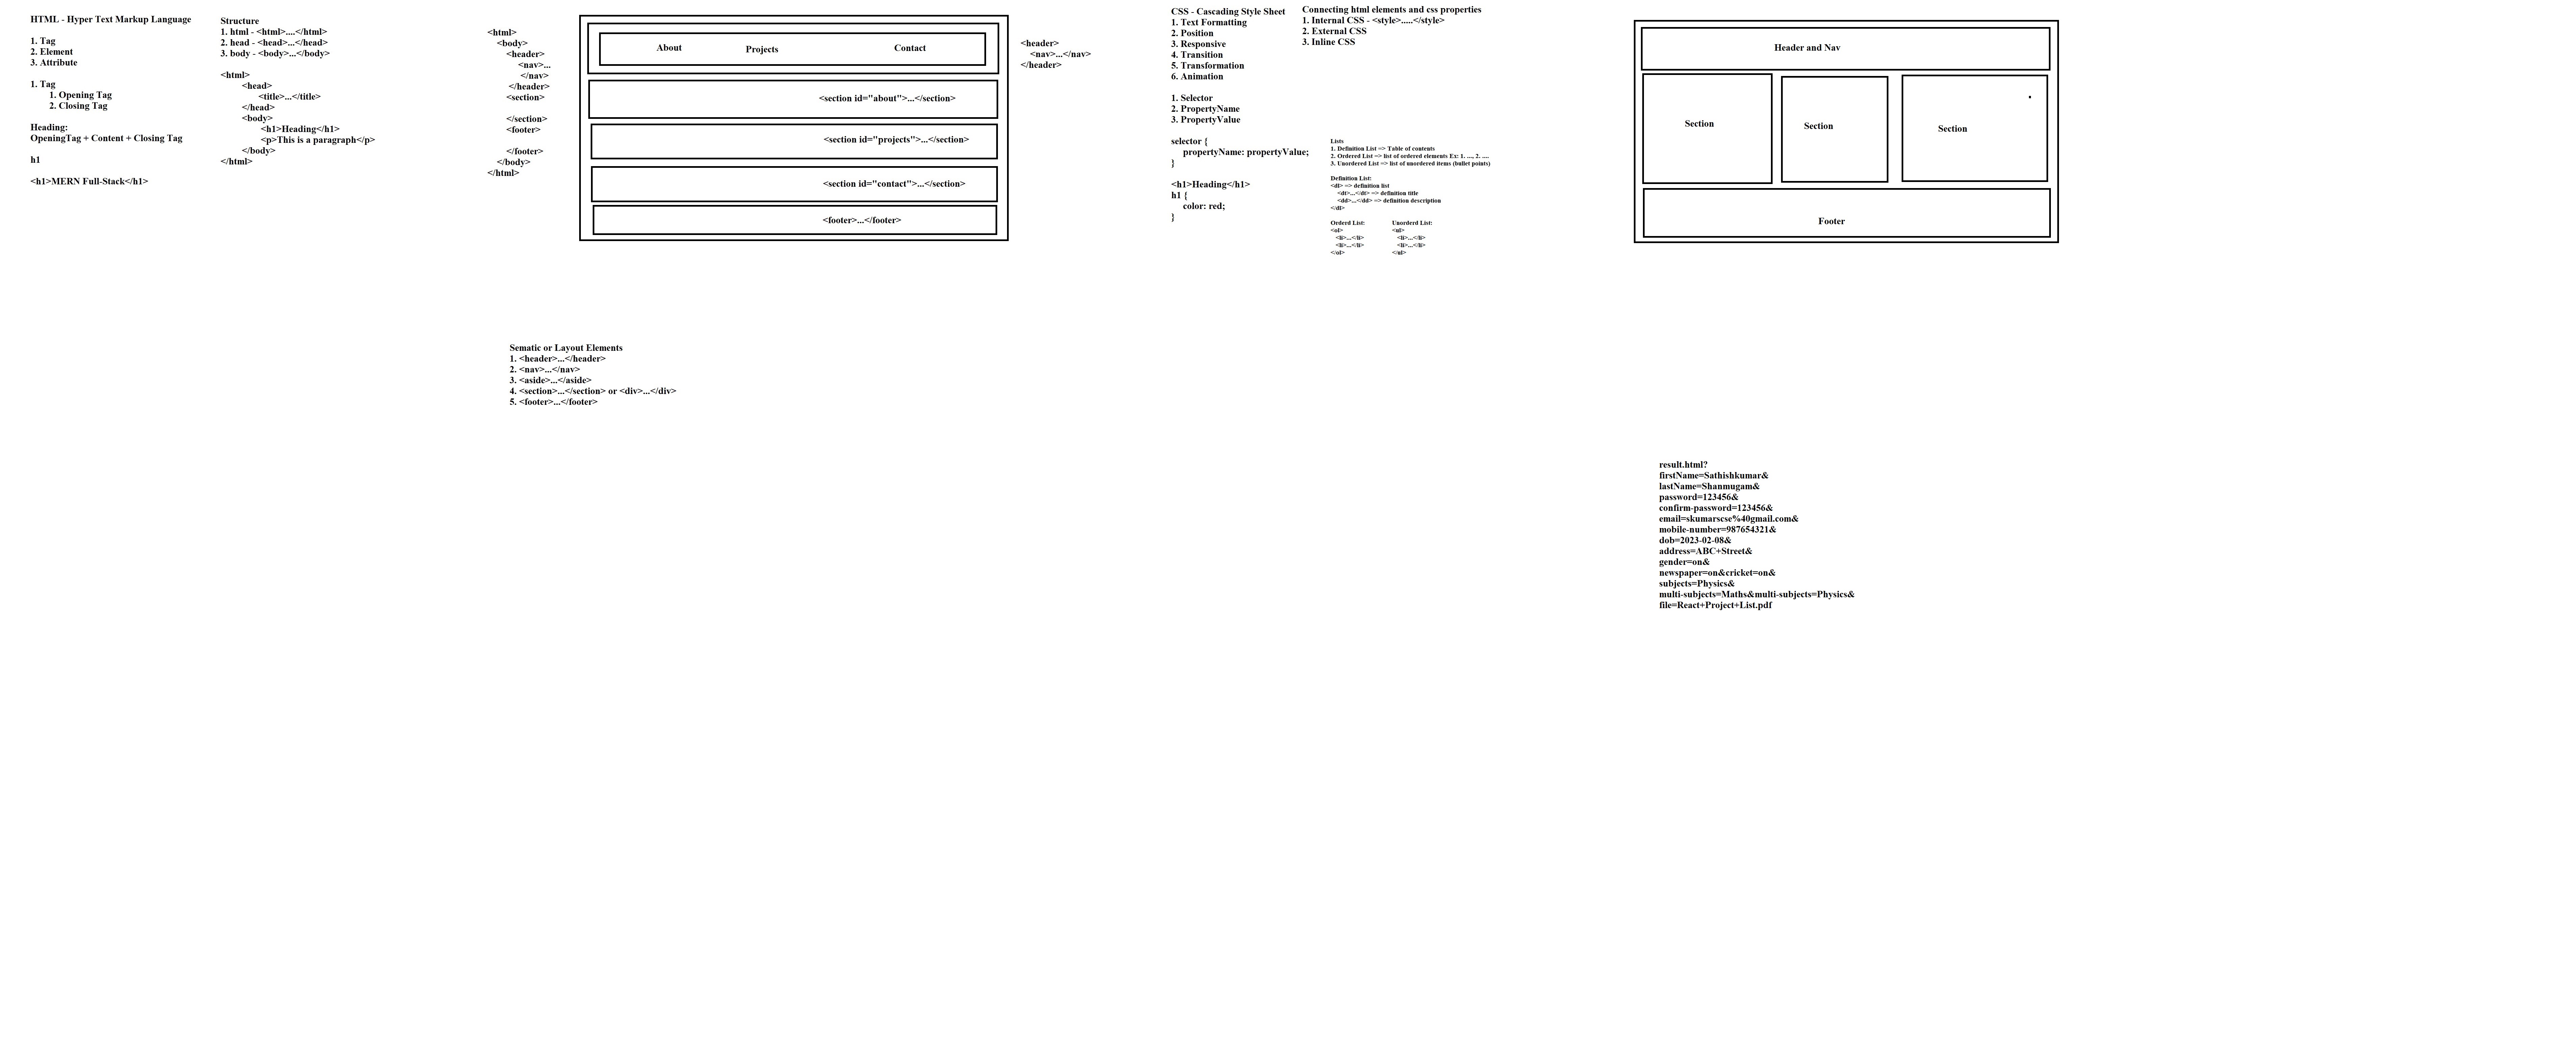 HTML - Hyper Text Markup Language
1. Tag
2. Element
3. Attribute
1. Tag
1. Opening Tag
2. Closing Tag
Heading:
OpeningTag + Content + Closing Tag
h1
<h1>MERN Full-Stack</h1>
Structure
1. html - <html>....</html>
2. head - <head>...</head>
3. body - <body>...</body>
<html>
<head>
<title>...</title>
</head>
<body>
<h1>Heading</h1>
<p>This is a paragraph</p>
</body>
</html>
<html>
<body>
<header>
<nav>...
</nav>
</header>
<section>
</section>
<footer>
</footer>
</body>
</html>
About Projects Contact
<section id="about">...</section>
<section id="projects">...</section>
<section id="contact">...</section>
<footer>...</footer>
<header>
<nav>...</nav>
</header>
Sematic or Layout Elements
1. <header>...</header>
2. <nav>...</nav>
3. <aside>...</aside>
4. <section>...</section> or <div>...</div>
5. <footer>...</footer>
CSS - Cascading Style Sheet
1. Text Formatting
2. Position
3. Responsive
4. Transition
5. Transformation
6. Animation
1. Selector
2. PropertyName
3. PropertyValue
selector {
propertyName: propertyValue;
}
<h1>Heading</h1>
h1 {
color: red;
}
Connecting html elements and css properties
1. Internal CSS - <style>.....</style>
2. External CSS
3. Inline CSS
Lists
1. Definition List => Table of contents
2. Ordered List => list of ordered elements Ex: 1. ..., 2. ....
3. Unordered List => list of unordered items (bullet points)
Definition List:
<dl> => definition list
<dt>...</dt> => definition title
<dd>...</dd> => definition description
</dl>
Orderd List:
<ol>
<li>...</li>
<li>...</li>
</ol>
Unorderd List:
<ul>
<li>...</li>
<li>...</li>
</ul>
Header and Nav
Section
Section
Section
Footer
result.html?
firstName=Sathishkumar&
lastName=Shanmugam&
password=123456&
confirm-password=123456&
email=skumarscse%40gmail.com&
mobile-number=987654321&
dob=2023-02-08&
address=ABC+Street&
gender=on&
newspaper=on&cricket=on&
subjects=Physics&
multi-subjects=Maths&multi-subjects=Physics&
file=React+Project+List.pdf